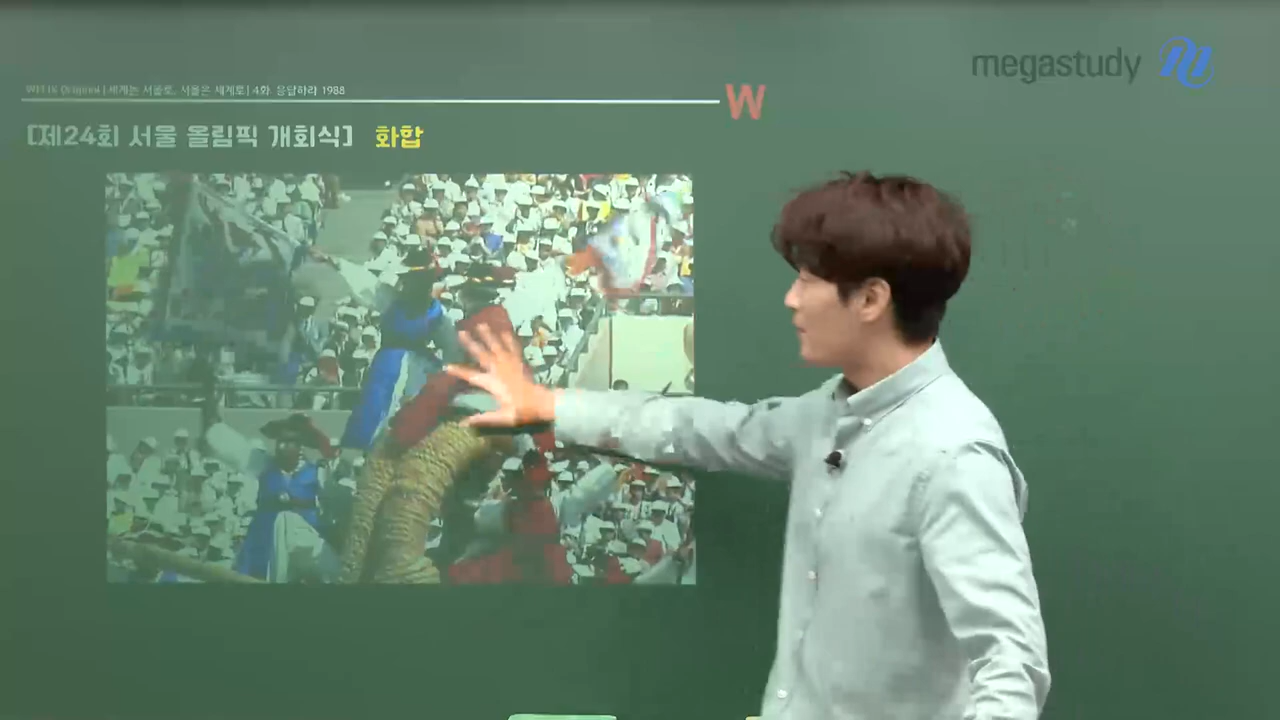 megastudy
Original | 세계는 서울로, 서울은 세계로 | 4화. 응답하라 1988
W
[제24회 서울 올림픽 개회식] 화합